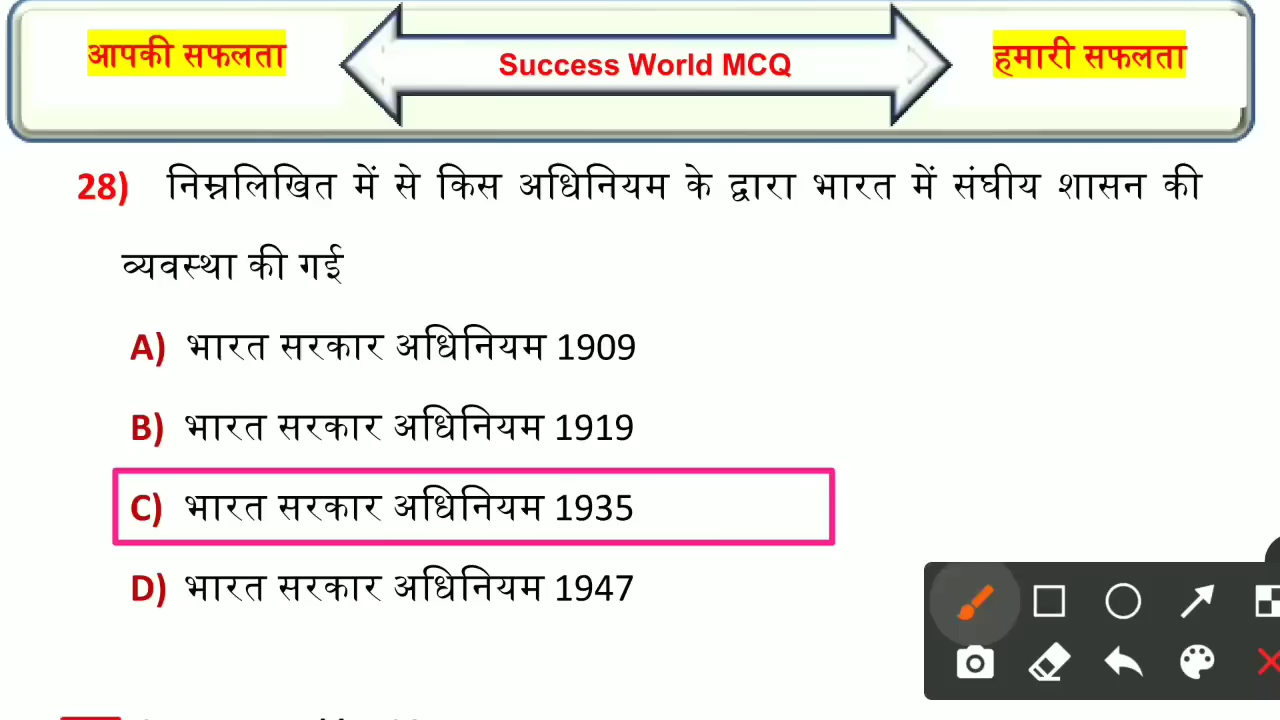 आपकी सफलता
Success World MCQ
हमारी सफलता
28) निम्नलिखित में से किस अधिनियम के द्वारा भारत में संघीय शासन की
व्यवस्था की गई
A) भारत सरकार अधिनियम 1909
B) भारत सरकार अधिनियम 1919
C) भारत सरकार अधिनियम 1935
D) भारत सरकार अधिनियम 1947